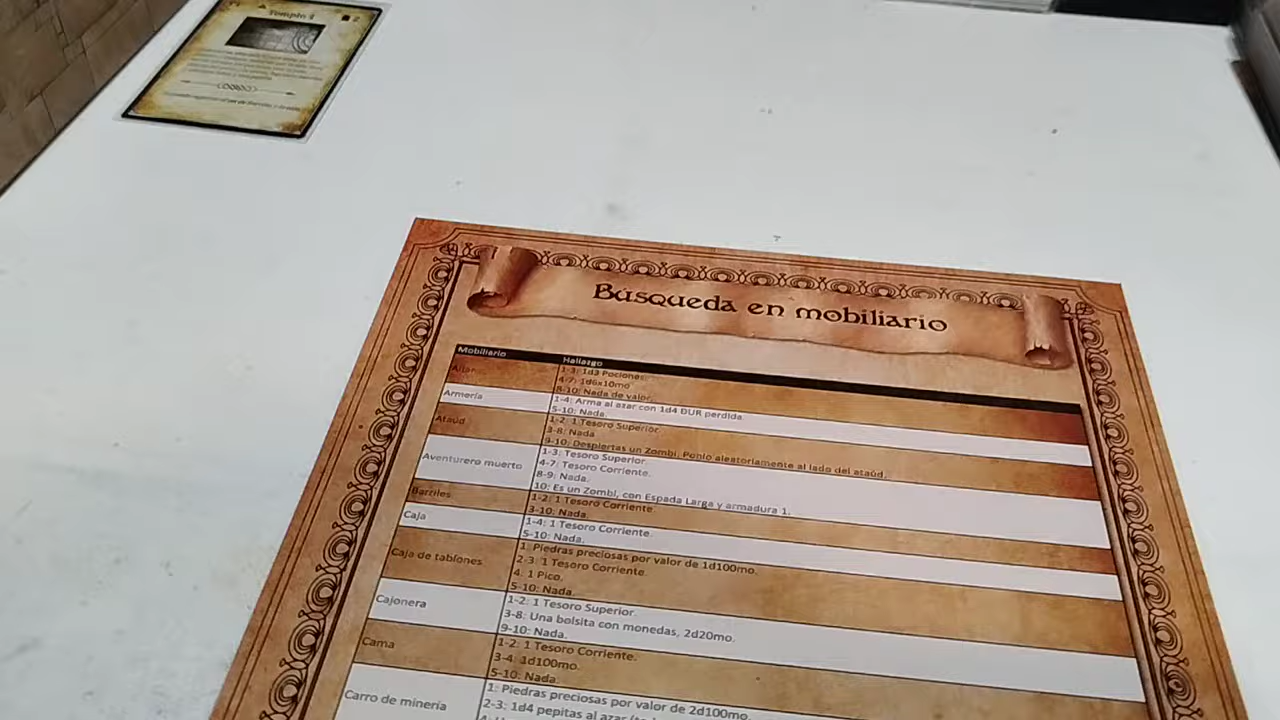 Templo 1
2
Búsqueda en mobiliario
Mobiliario Hallazgo
Altar 1-3: 1d3 Pociones.
4-7: 1d6x10mo
8-10: Nada de valor.
Armería 1-4: Arma al azar con 1d4 DUR perdida.
5-10: Nada.
Ataúd 1-2: 1 Tesoro Superior.
3-8: Nada
9-10: Despiertas un Zombi. Ponlo aleatoriamente al lado del ataúd.
Aventurero muerto 1-3: Tesoro Superior.
4-7: Tesoro Corriente.
8-9: Nada.
10: Es un Zombi, con Espada Larga y armadura 1.
Barriles 1-2: 1 Tesoro Corriente.
3-10: Nada.
Caja 1-4: 1 Tesoro Corriente.
5-10: Nada.
Caja de tablones 1: Piedras preciosas por valor de 1d100mo.
2-3: 1 Tesoro Corriente.
4: 1 Pico.
5-10: Nada.
Cajonera 1-2: 1 Tesoro Superior.
3-8: Una bolsita con monedas, 2d20mo.
9-10: Nada.
Cama 1-2: 1 Tesoro Corriente.
3-4: 1d100mo.
5-10: Nada
Carro de minería 1: Piedras preciosas por valor de 2d100mo.
2-3: 1d4 pepitas al azar